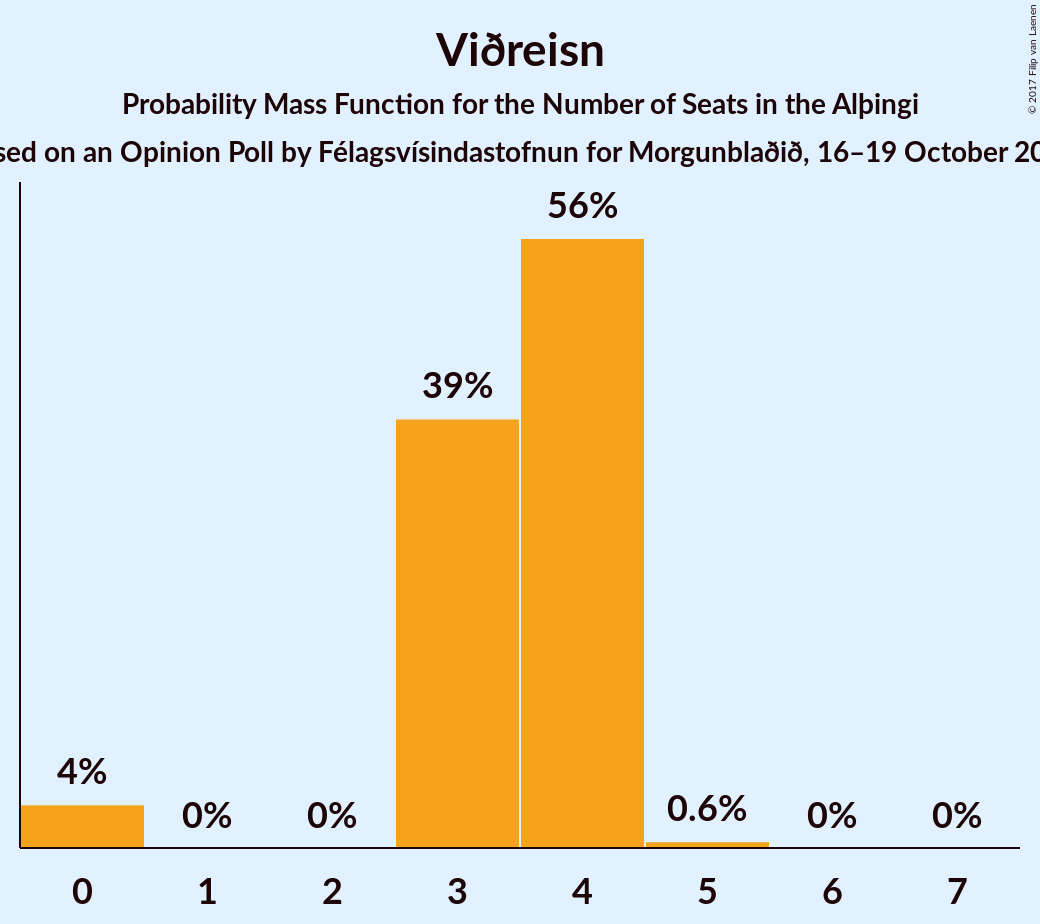 Viðreisn
Probability Mass Function for the Number of Seats in the Alþingi
sed on an Opinion Poll by Félagsvísindastofnun for Morgunblaðið, 16–19 October 20
© 2017 Filip van Laenen
56%
39%
4%
0%
0%
0.6%
0%
0%
0 1 2 3 4 5 6 7